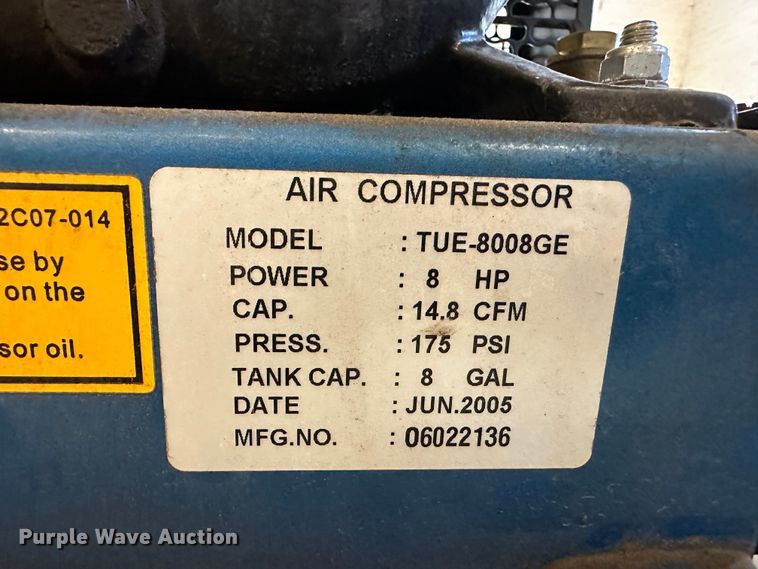 2C07-014
se by
on the
sor oil.
AIR COMPRESSOR
MODEL : TUE-8008GE
POWER : 8 HP
CAP. : 14.8 CFM
PRESS. : 175 PSI
TANK CAP. : 8 GAL
DATE : JUN.2005
MFG.NO. : 06022136
Purple Wave Auction